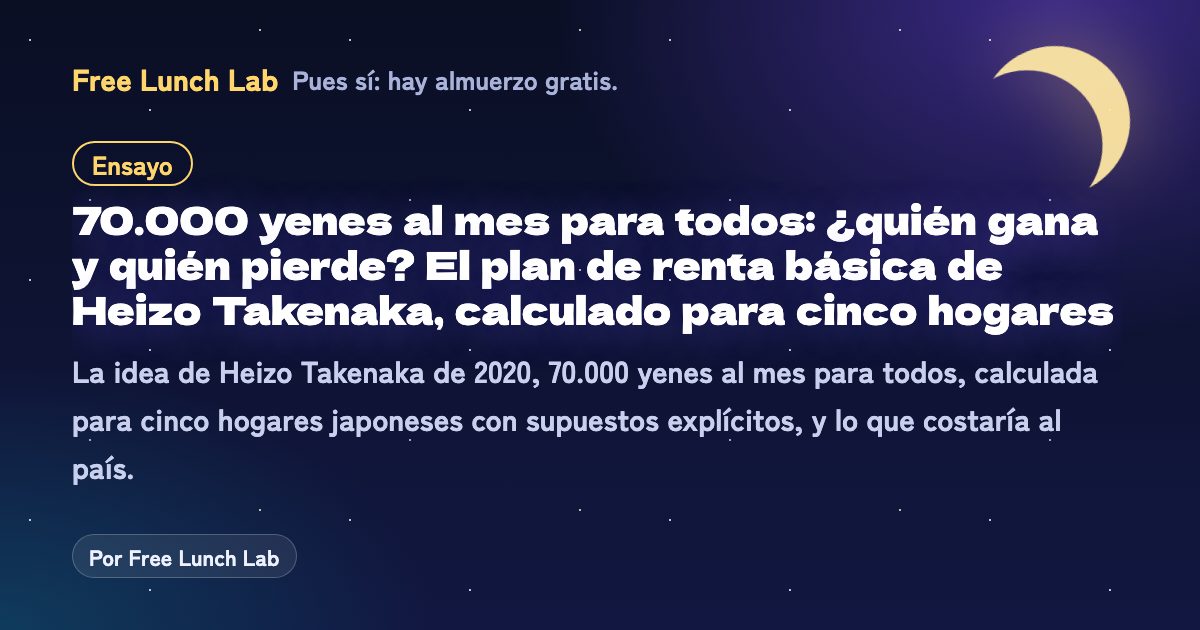 Free Lunch Lab Pues sí: hay almuerzo gratis.
Ensayo
70.000 yenes al mes para todos: ¿quién gana
y quién pierde? El plan de renta básica de
Heizo Takenaka, calculado para cinco hogares
La idea de Heizo Takenaka de 2020, 70.000 yenes al mes para todos, calculada
para cinco hogares japoneses con supuestos explícitos, y lo que costaría al
país.
Por Free Lunch Lab